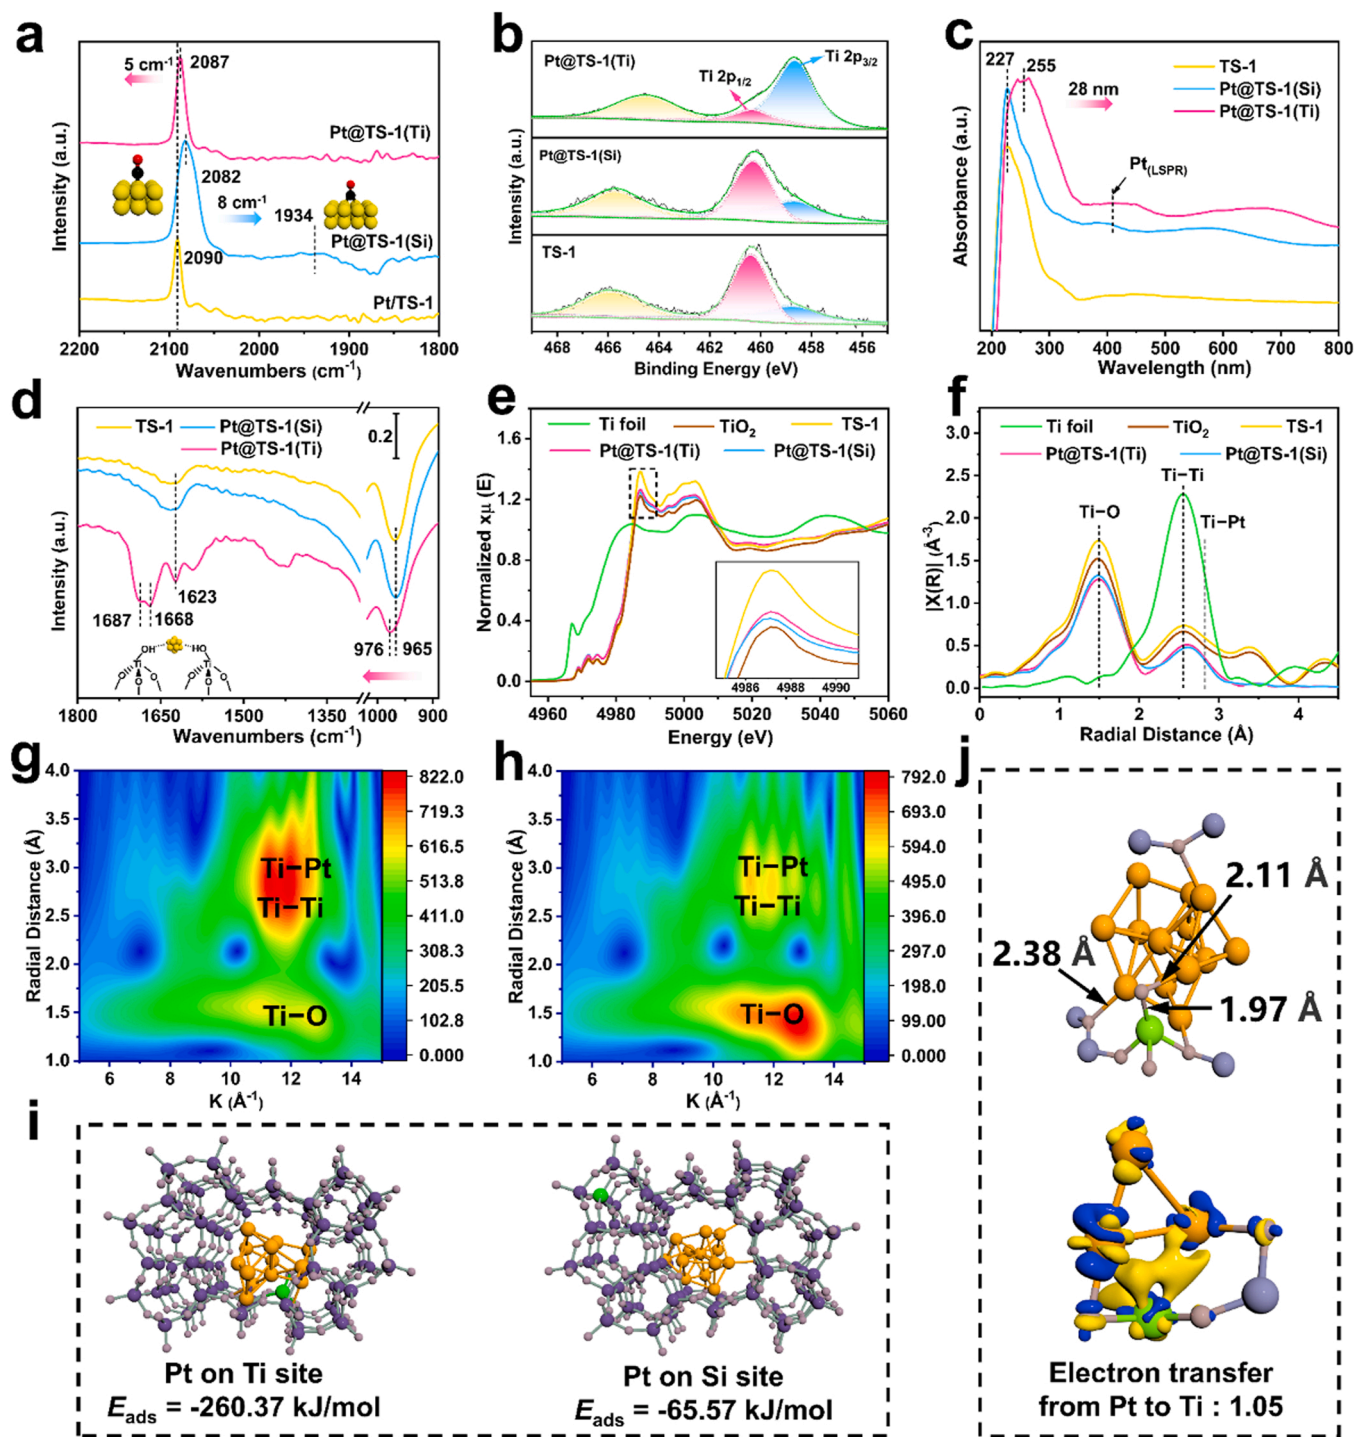 a
5 cm⁻¹
2087
Pt@TS-1(Ti)
2082
8 cm⁻¹
1934
Pt@TS-1(Si)
2090
Pt/TS-1
Intensity (a.u.)
2200 2100 2000 1900 1800
Wavenumbers (cm⁻¹)
b
Pt@TS-1(Ti)
Ti 2p1/2
Ti 2p3/2
Pt@TS-1(Si)
TS-1
Intensity (a.u.)
468 466 464 462 460 458 456
Binding Energy (eV)
c
227 255
28 nm
TS-1
Pt@TS-1(Si)
Pt@TS-1(Ti)
Pt(LSPR)
Absorbance (a.u.)
200 300 400 500 600 700 800
Wavelength (nm)
d
TS-1 Pt@TS-1(Si)
Pt@TS-1(Ti)
0.2
1687
1668
1623
976 965
OH HO
Ti Ti
O O O O O O
Intensity (a.u.)
1800 1650 1500 1350 1000 900
Wavenumbers (cm⁻¹)
e
Ti foil TiO₂ TS-1
Pt@TS-1(Ti) Pt@TS-1(Si)
Normalized xμ (E)
1.6
1.2
0.8
0.4
0.0
4986 4988 4990
4960 4980 5000 5020 5040 5060
Energy (eV)
f
Ti foil TiO₂ TS-1
Pt@TS-1(Ti) Pt@TS-1(Si)
Ti−Ti
Ti−O
Ti−Pt
|X(R)| (Å⁻³)
3.0
2.5
2.0
1.5
1.0
0.5
0.0
0 1 2 3 4
Radial Distance (Å)
g
Radial Distance (Å)
4.0
3.5
3.0
2.5
2.0
1.5
1.0
Ti−Pt
Ti−Ti
Ti−O
6 8 10 12 14
K (Å⁻¹)
822.0
719.3
616.5
513.8
411.0
308.3
205.5
102.8
0.000
h
Radial Distance (Å)
4.0
3.5
3.0
2.5
2.0
1.5
1.0
Ti−Pt
Ti−Ti
Ti−O
6 8 10 12 14
K (Å⁻¹)
792.0
693.0
594.0
495.0
396.0
297.0
198.0
99.00
0.000
i
Pt on Ti site
Eads = -260.37 kJ/mol
Pt on Si site
Eads = -65.57 kJ/mol
j
2.11 Å
2.38 Å
1.97 Å
Electron transfer
from Pt to Ti : 1.05